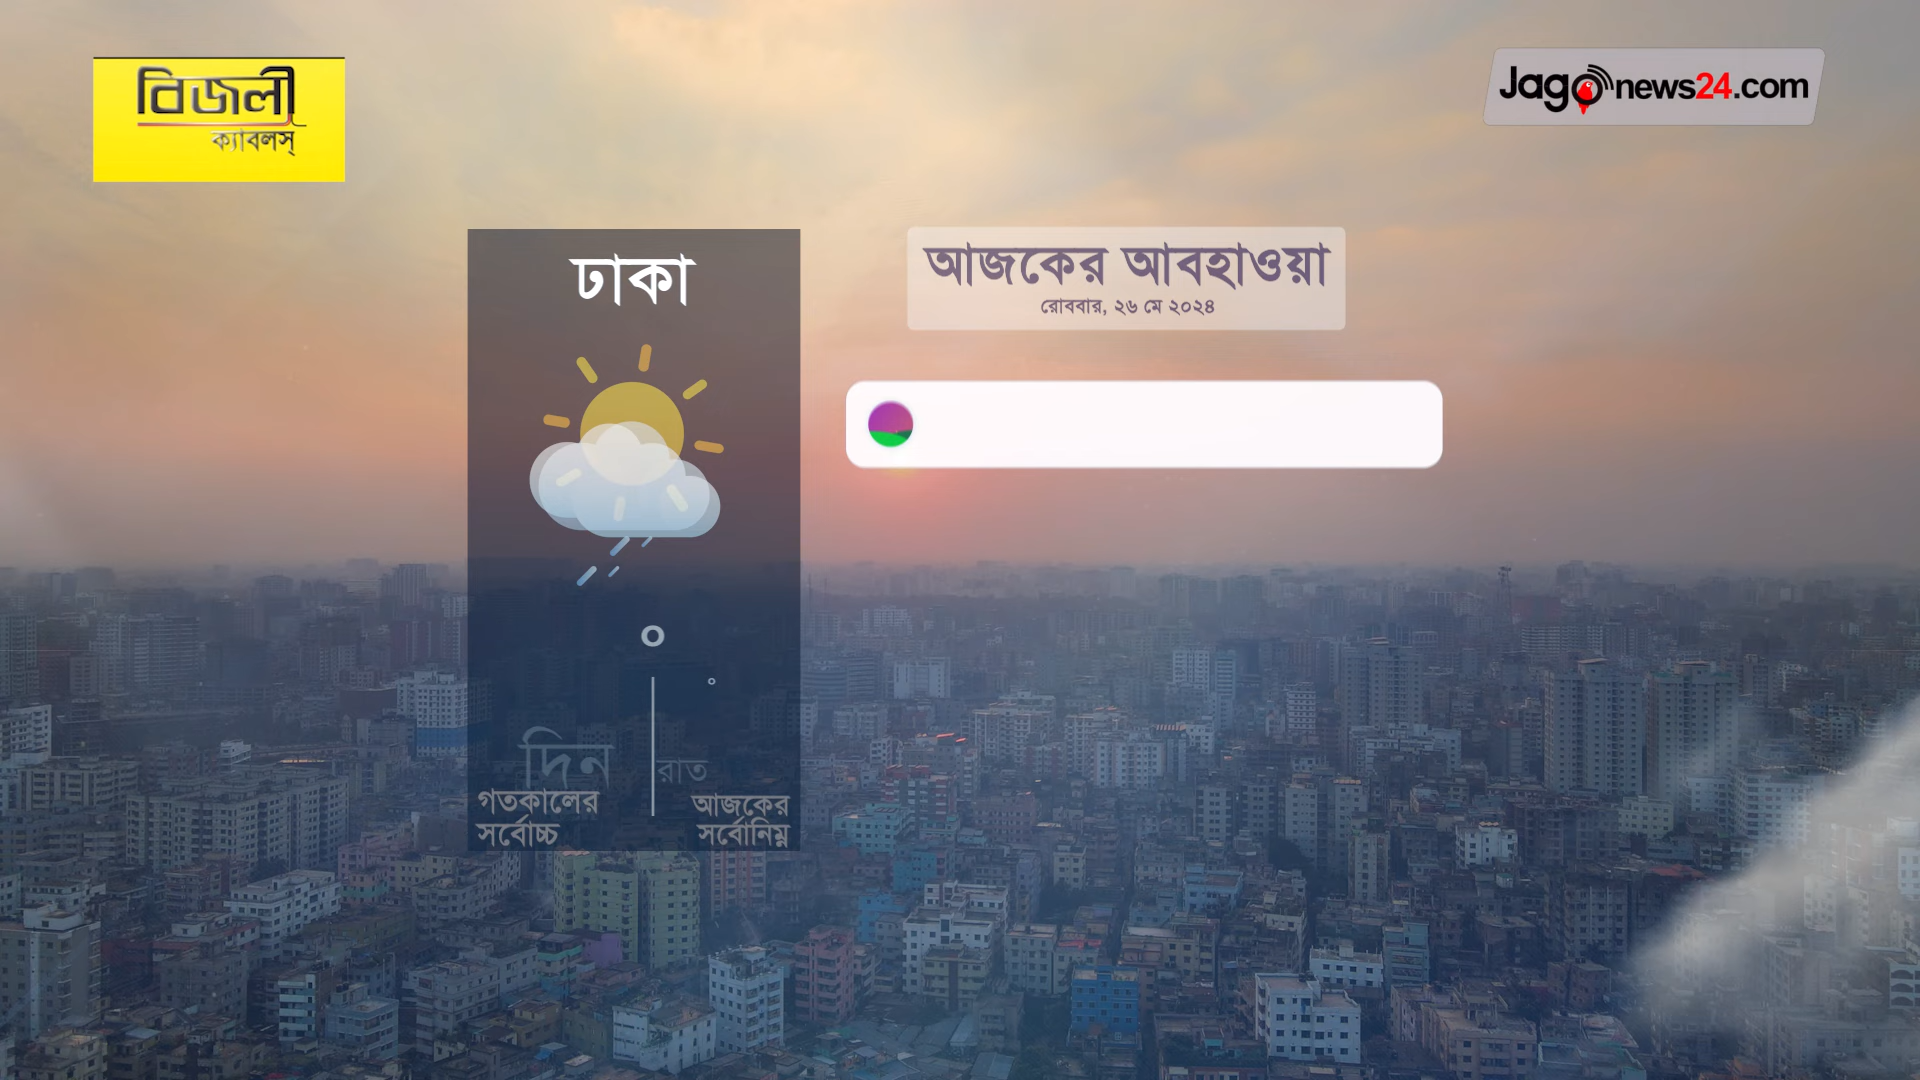 বিজলী
ক্যাবলস্
Jagonews24.com
ঢাকা
আজকের আবহাওয়া
রোববার, ২৬ মে ২০২৪
দিন
রাত
গতকালের
সর্বোচ্চ
আজকের
সর্বোনিম্ন